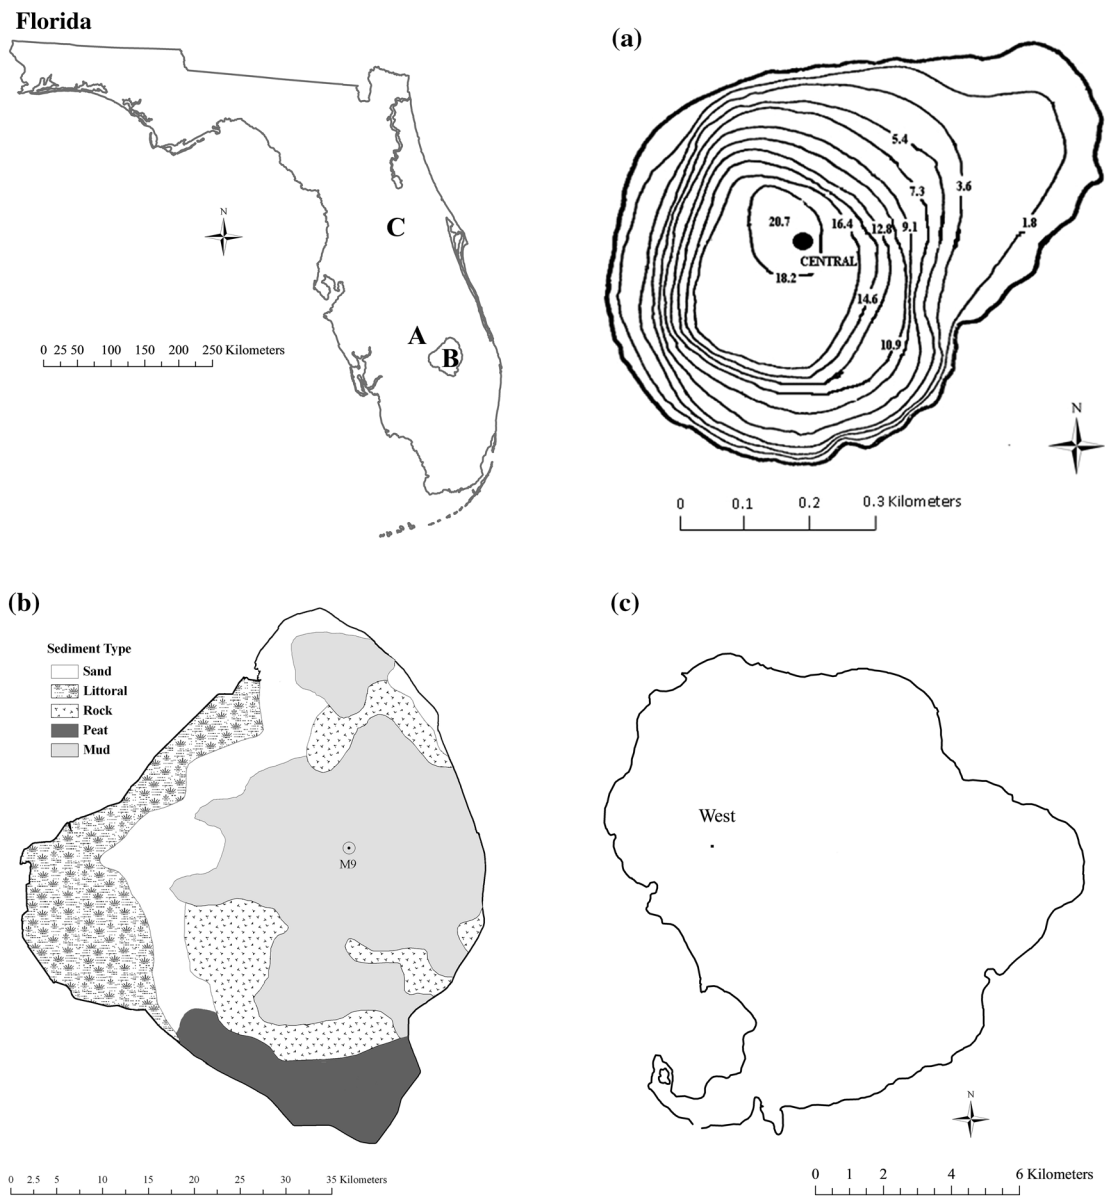 Florida
N
C
A
B
0 25 50 100 150 200 250 Kilometers
(a)
5.4
7.3
3.6
1.8
20.7
16.4
12.8
9.1
CENTRAL
18.2
14.6
10.9
N
0 0.1 0.2 0.3 Kilometers
(b)
Sediment Type
Sand
Littoral
Rock
Peat
Mud
M9
0 2.5 5 10 15 20 25 30 35 Kilometers
(c)
West
N
0 1 2 4 6 Kilometers